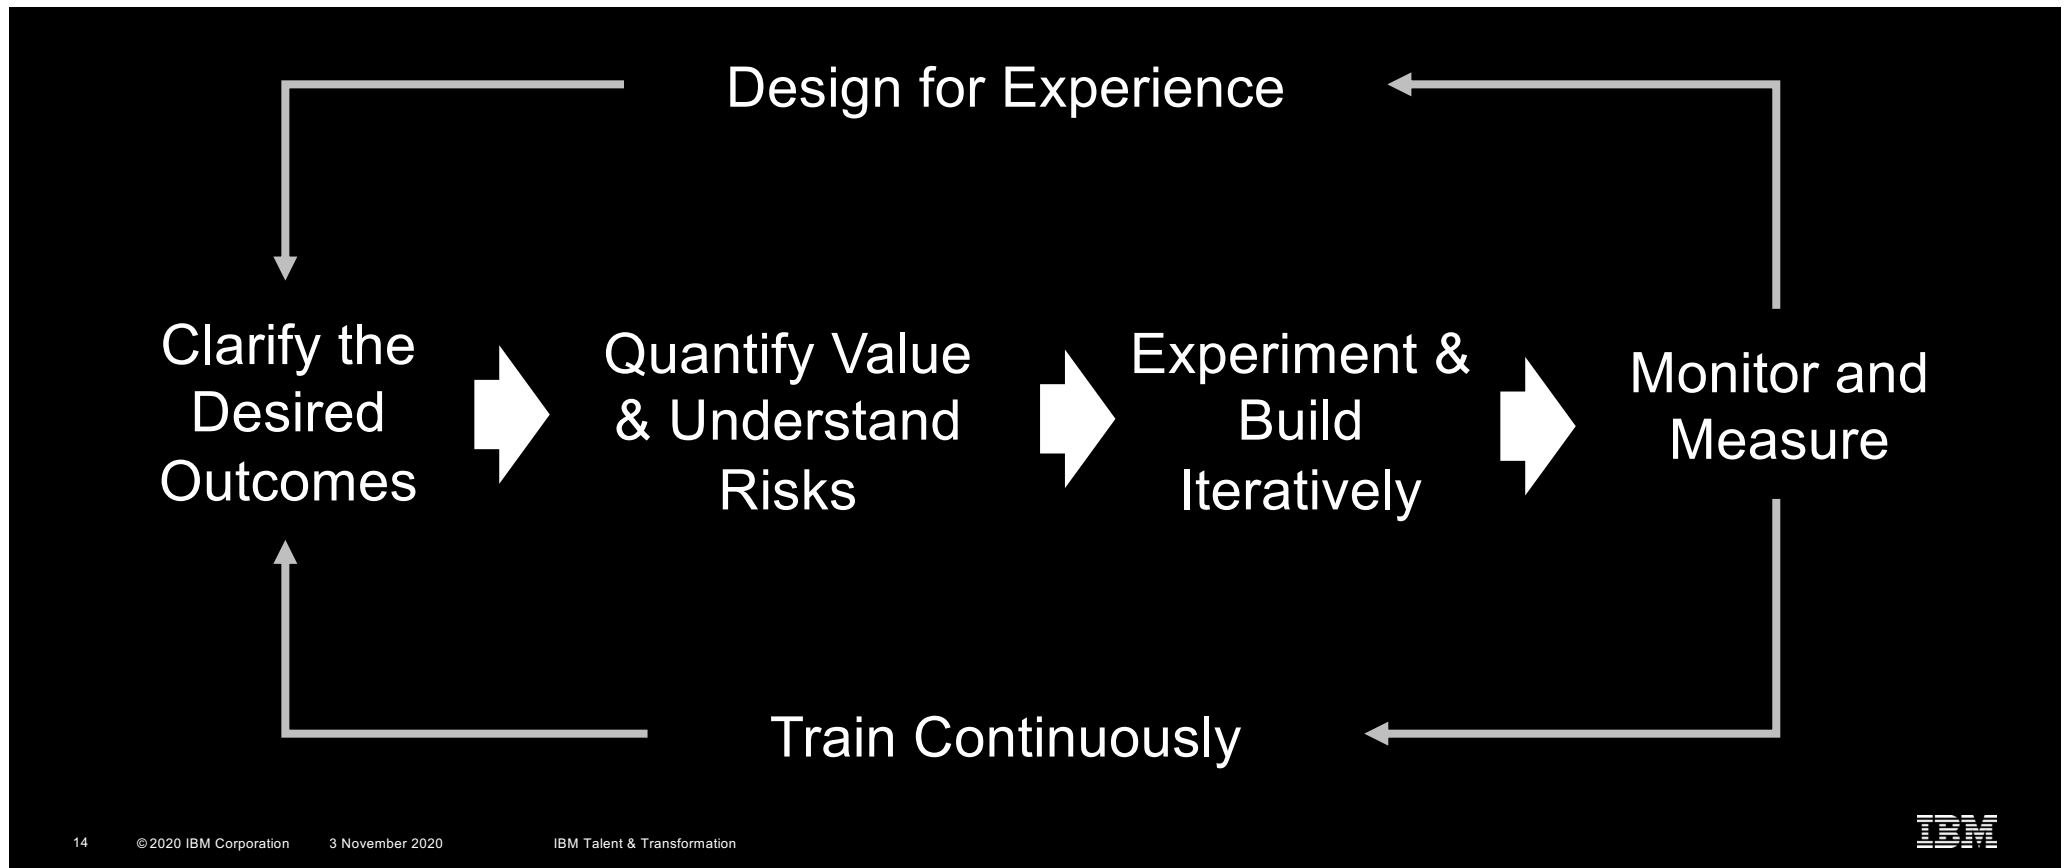 Design for Experience
Clarify the
Desired
Outcomes
Quantify Value
& Understand
Risks
Experiment &
Build
Iteratively
Monitor and
Measure
Train Continuously
14 © 2020 IBM Corporation 3 November 2020 IBM Talent & Transformation
IBM